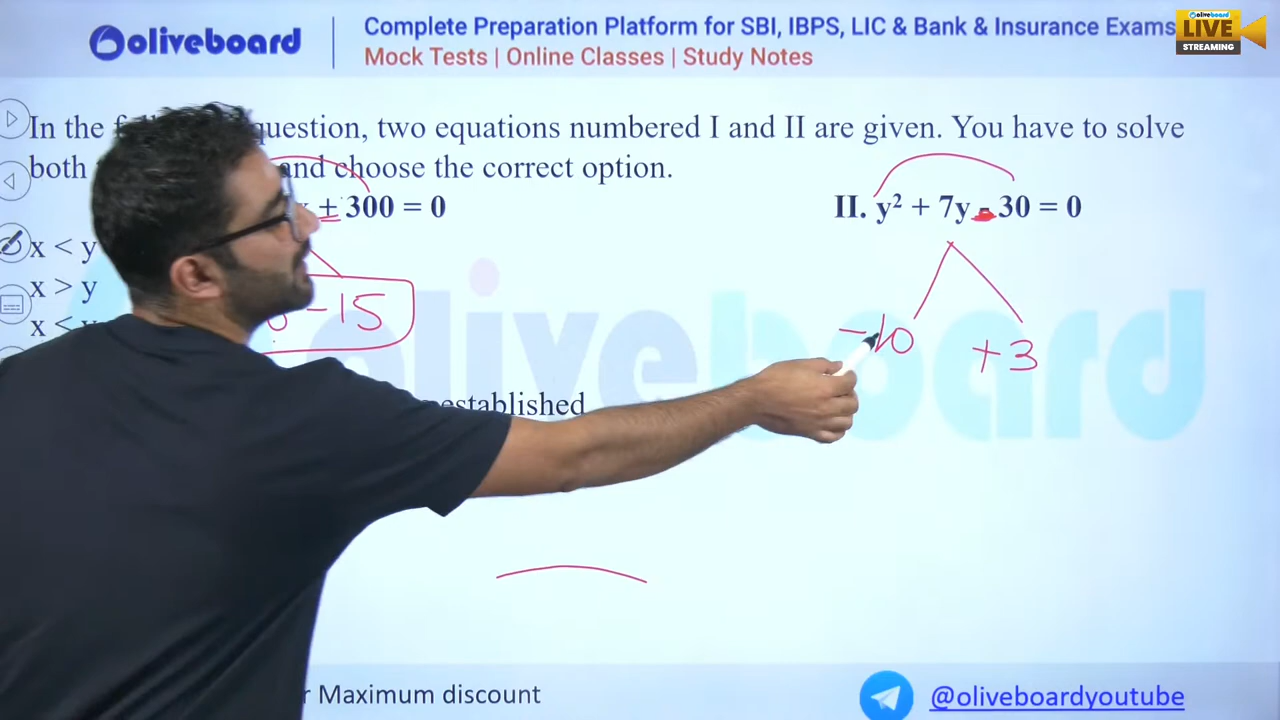 oliveboard
Complete Preparation Platform for SBI, IBPS, LIC & Bank & Insurance Exams
Mock Tests | Online Classes | Study Notes
oliveboard
LIVE
STREAMING
In the question, two equations numbered I and II are given. You have to solve
both and choose the correct option.
+ 300 = 0
II. y² + 7y - 30 = 0
x < y
x > y
-15
-10 +3
established
oliveboard
Maximum discount
@oliveboardyoutube